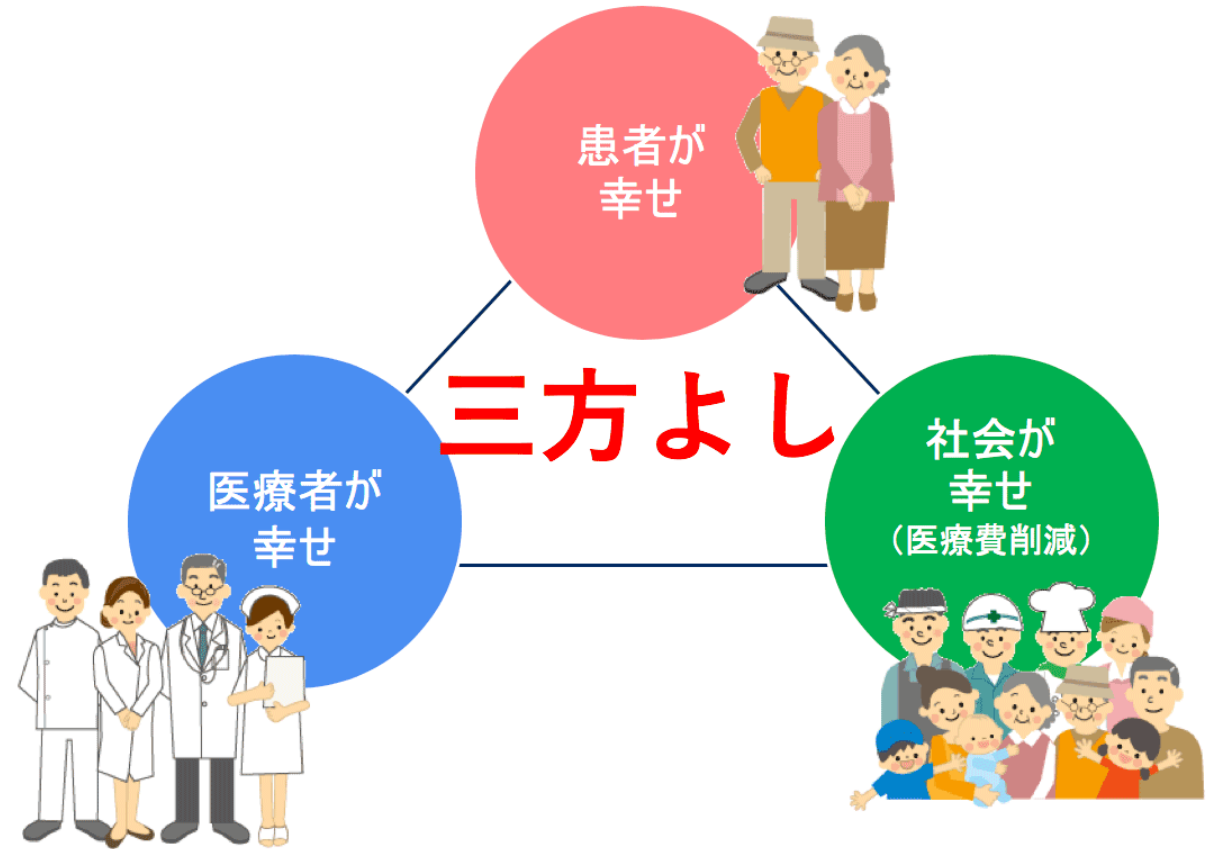 患者が
幸せ
三方よし
医療者が
幸せ
社会が
幸せ
（医療費削減）